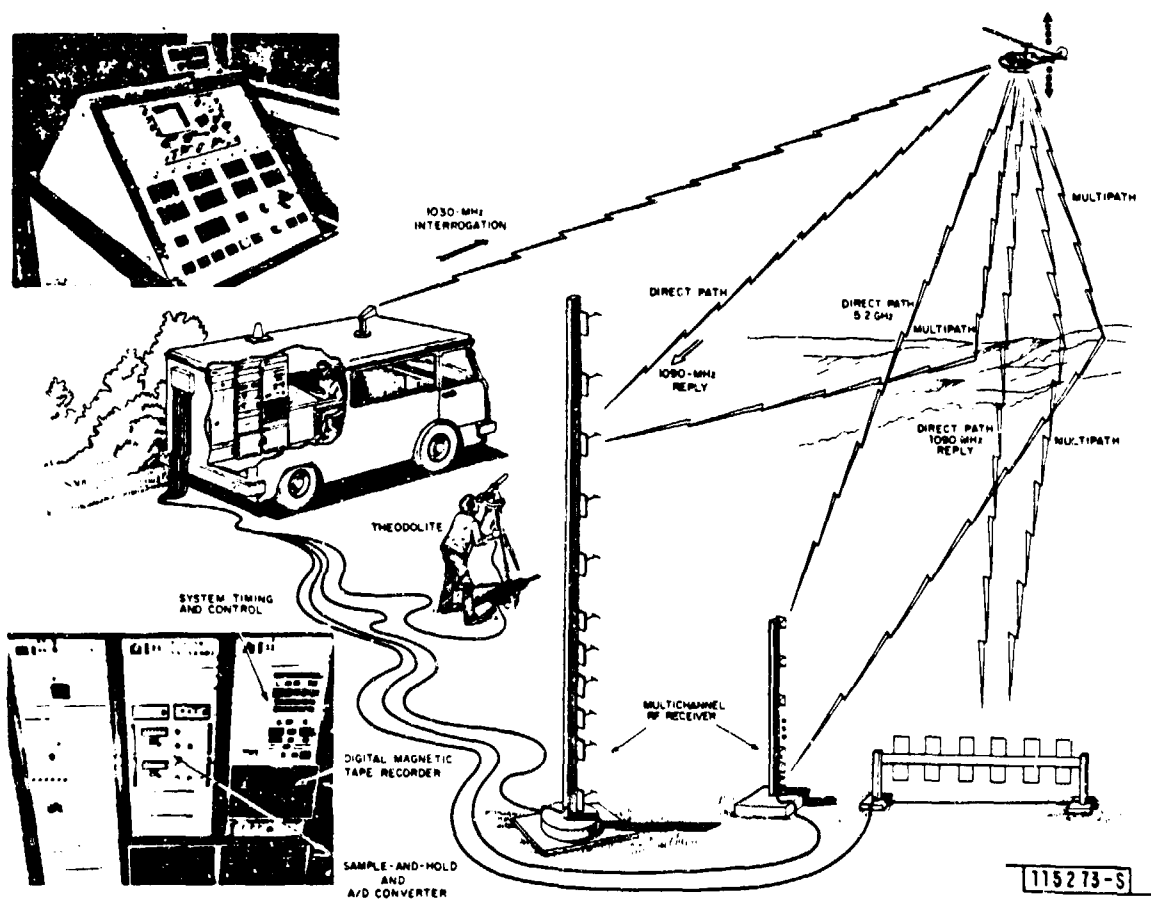 1030-MHz
INTERROGATION
MULTIPATH
DIRECT PATH
DIRECT PATH
5.2 GHz
MULTIPATH
1090-MHz
REPLY
DIRECT PATH
1090 MHz
REPLY
MULTIPATH
THEODOLITE
SYSTEM TIMING
AND CONTROL
MULTICHANNEL
RF RECEIVER
DIGITAL MAGNETIC
TAPE RECORDER
SAMPLE-AND-HOLD
AND
A/D CONVERTER
115273-S